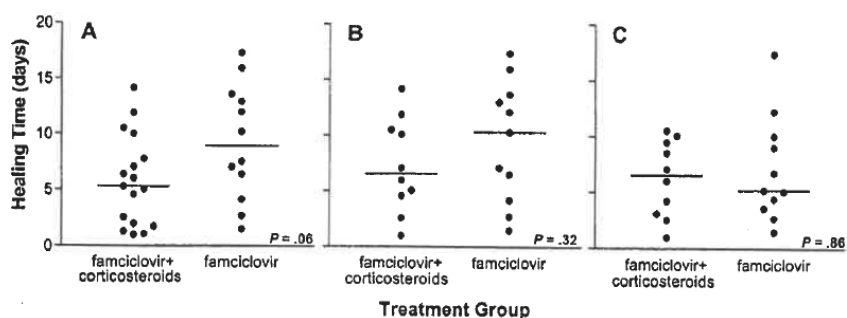 A
B
C
Healing Time (days)
20
15
10
5
0
P = .06
P = .32
P = .86
famciclovir+
corticosteroids
famciclovir
famciclovir+
corticosteroids
famciclovir
famciclovir+
corticosteroids
famciclovir
Treatment Group